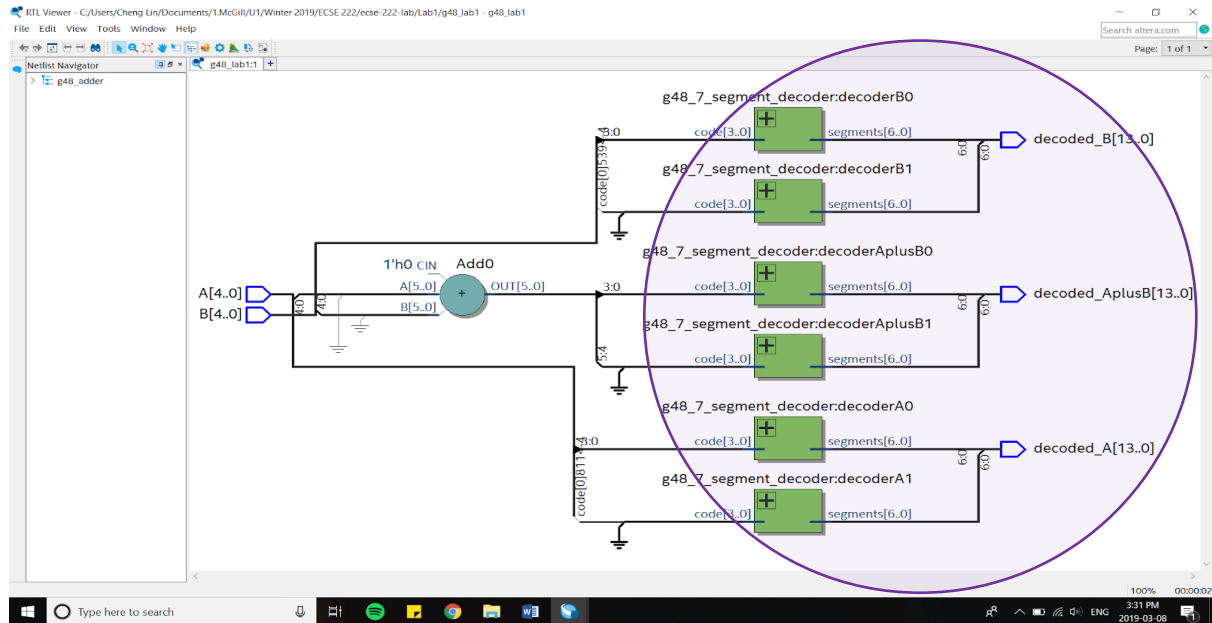 RTL Viewer - C:/Users/Cheng Lin/Documents/1.McGill/U1/Winter 2019/ECSE 222/ecse-222-lab/Lab1/g48_lab1 - g48_lab1
File Edit View Tools Window Help
Search altera.com
Page: 1 of 1
Netlist Navigator
g48_lab1:1
g48_adder
g48_7_segment_decoder:decoderB0
3:0
code[3..0] segments[6..0]
6:0
6:0
decoded_B[13..0]
g48_7_segment_decoder:decoderB1
code[3..0] segments[6..0]
g48_7_segment_decoder:decoderAplusB0
1'h0 CIN Add0
A[4..0]
B[4..0]
4:0
4:0
A[5..0]
B[5..0]
+
OUT[5..0]
3:0
code[3..0] segments[6..0]
6:0
6:0
decoded_AplusB[13..0]
g48_7_segment_decoder:decoderAplusB1
5:4
code[3..0] segments[6..0]
g48_7_segment_decoder:decoderA0
3:0
code[3..0] segments[6..0]
6:0
6:0
decoded_A[13..0]
g48_7_segment_decoder:decoderA1
code[3..0] segments[6..0]
100% 00:00:02
Type here to search
ENG
3:31 PM
2019-03-08
1